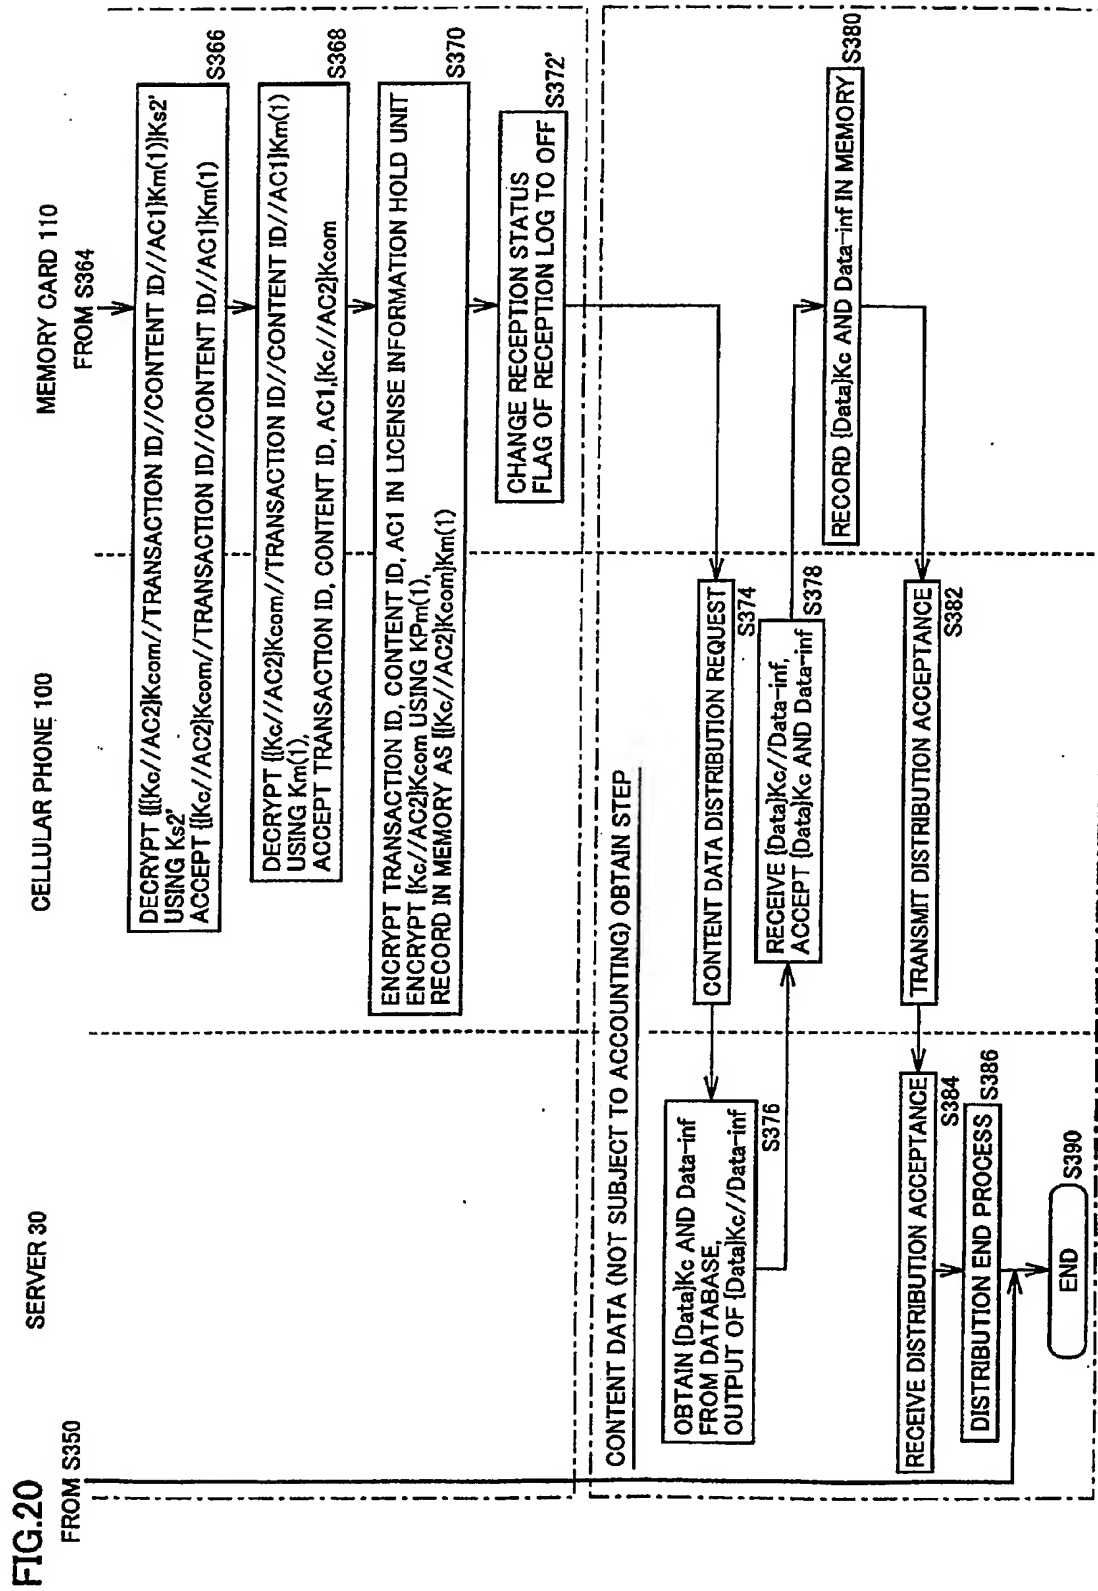 FIG.20
FROM S350
SERVER 30
CELLULAR PHONE 100
MEMORY CARD 110
FROM S364
DECRYPT {{{Kc//AC2}Kcom//TRANSACTION ID//CONTENT ID//AC1}Km(1)}Ks2'
USING Ks2'
ACCEPT {{Kc//AC2}Kcom//TRANSACTION ID//CONTENT ID//AC1}Km(1)
S366
DECRYPT {{Kc//AC2}Kcom//TRANSACTION ID//CONTENT ID//AC1}Km(1)
USING Km(1),
ACCEPT TRANSACTION ID, CONTENT ID, AC1,{Kc//AC2}Kcom
S368
ENCRYPT TRANSACTION ID, CONTENT ID, AC1 IN LICENSE INFORMATION HOLD UNIT
ENCRYPT {Kc//AC2}Kcom USING KPm(1),
RECORD IN MEMORY AS {{Kc//AC2}Kcom}Km(1)
S370
CHANGE RECEPTION STATUS
FLAG OF RECEPTION LOG TO OFF
S372'
CONTENT DATA (NOT SUBJECT TO ACCOUNTING) OBTAIN STEP
CONTENT DATA DISTRIBUTION REQUEST
S374
OBTAIN {Data}Kc AND Data-inf
FROM DATABASE,
OUTPUT OF {Data}Kc//Data-inf
S376
RECEIVE {Data}Kc//Data-inf,
ACCEPT {Data}Kc AND Data-inf
S378
RECORD {Data}Kc AND Data-inf IN MEMORY
S380
TRANSMIT DISTRIBUTION ACCEPTANCE
S382
RECEIVE DISTRIBUTION ACCEPTANCE
S384
DISTRIBUTION END PROCESS
S386
END
S390